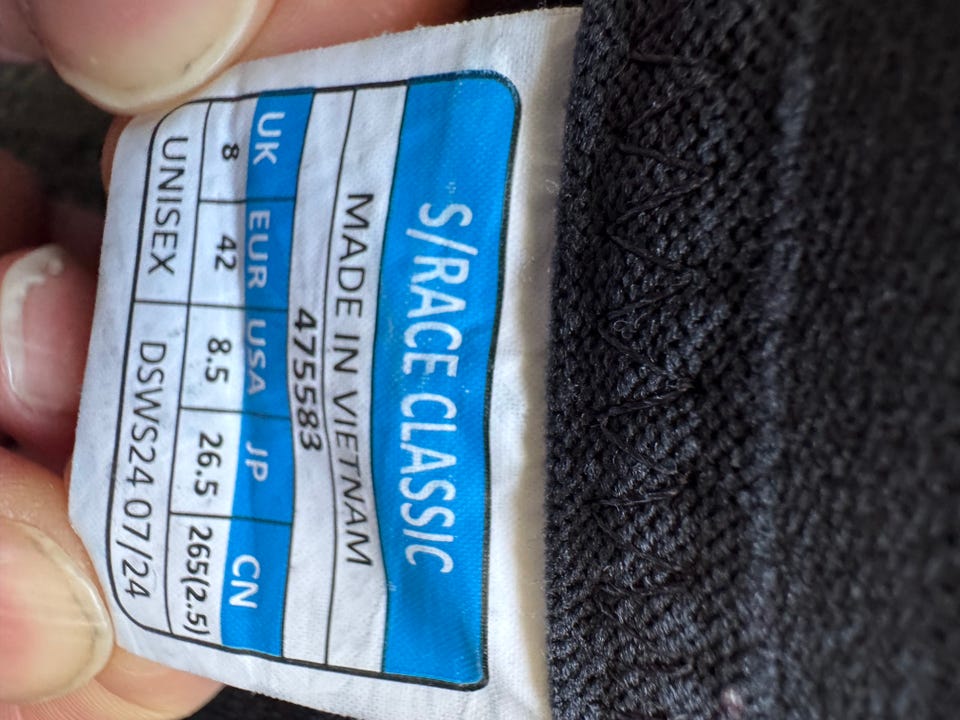 S/RACE CLASSIC
MADE IN VIETNAM
475583
UK EUR USA JP CN
8 42 8.5 26.5 265(2.5)
UNISEX DSWS24 07/24